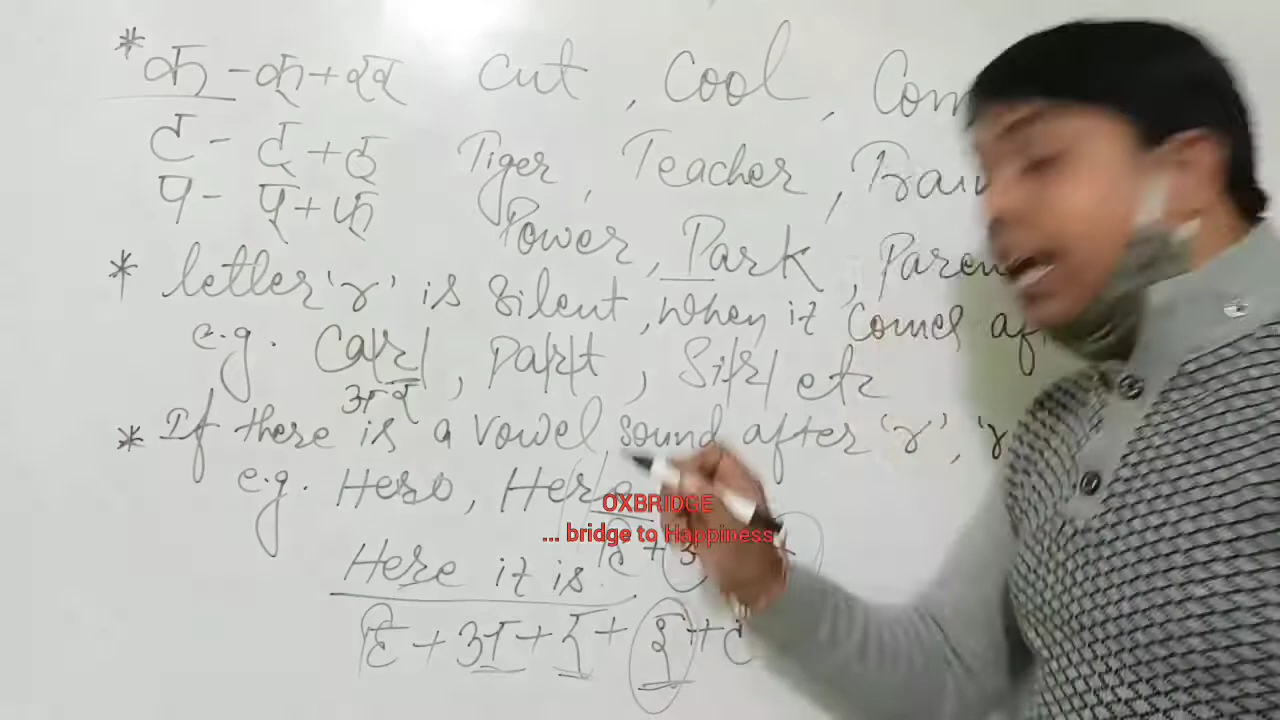 * क - क्+ख्  Cut, Cool, Com
ट - ट्+ठ्  Tiger, Teacher, Train
प - प्+फ्  Power, Park, Paren
* letter 'r' is silent, when it comes af
e.g. Car, Part, Sir etc
अर्
* If there is a vowel sound after 'r', 'r
e.g. Hero, Here
OXBRIDGE
... bridge to Happiness
Here it is
हि+अ+र्+इ+ट